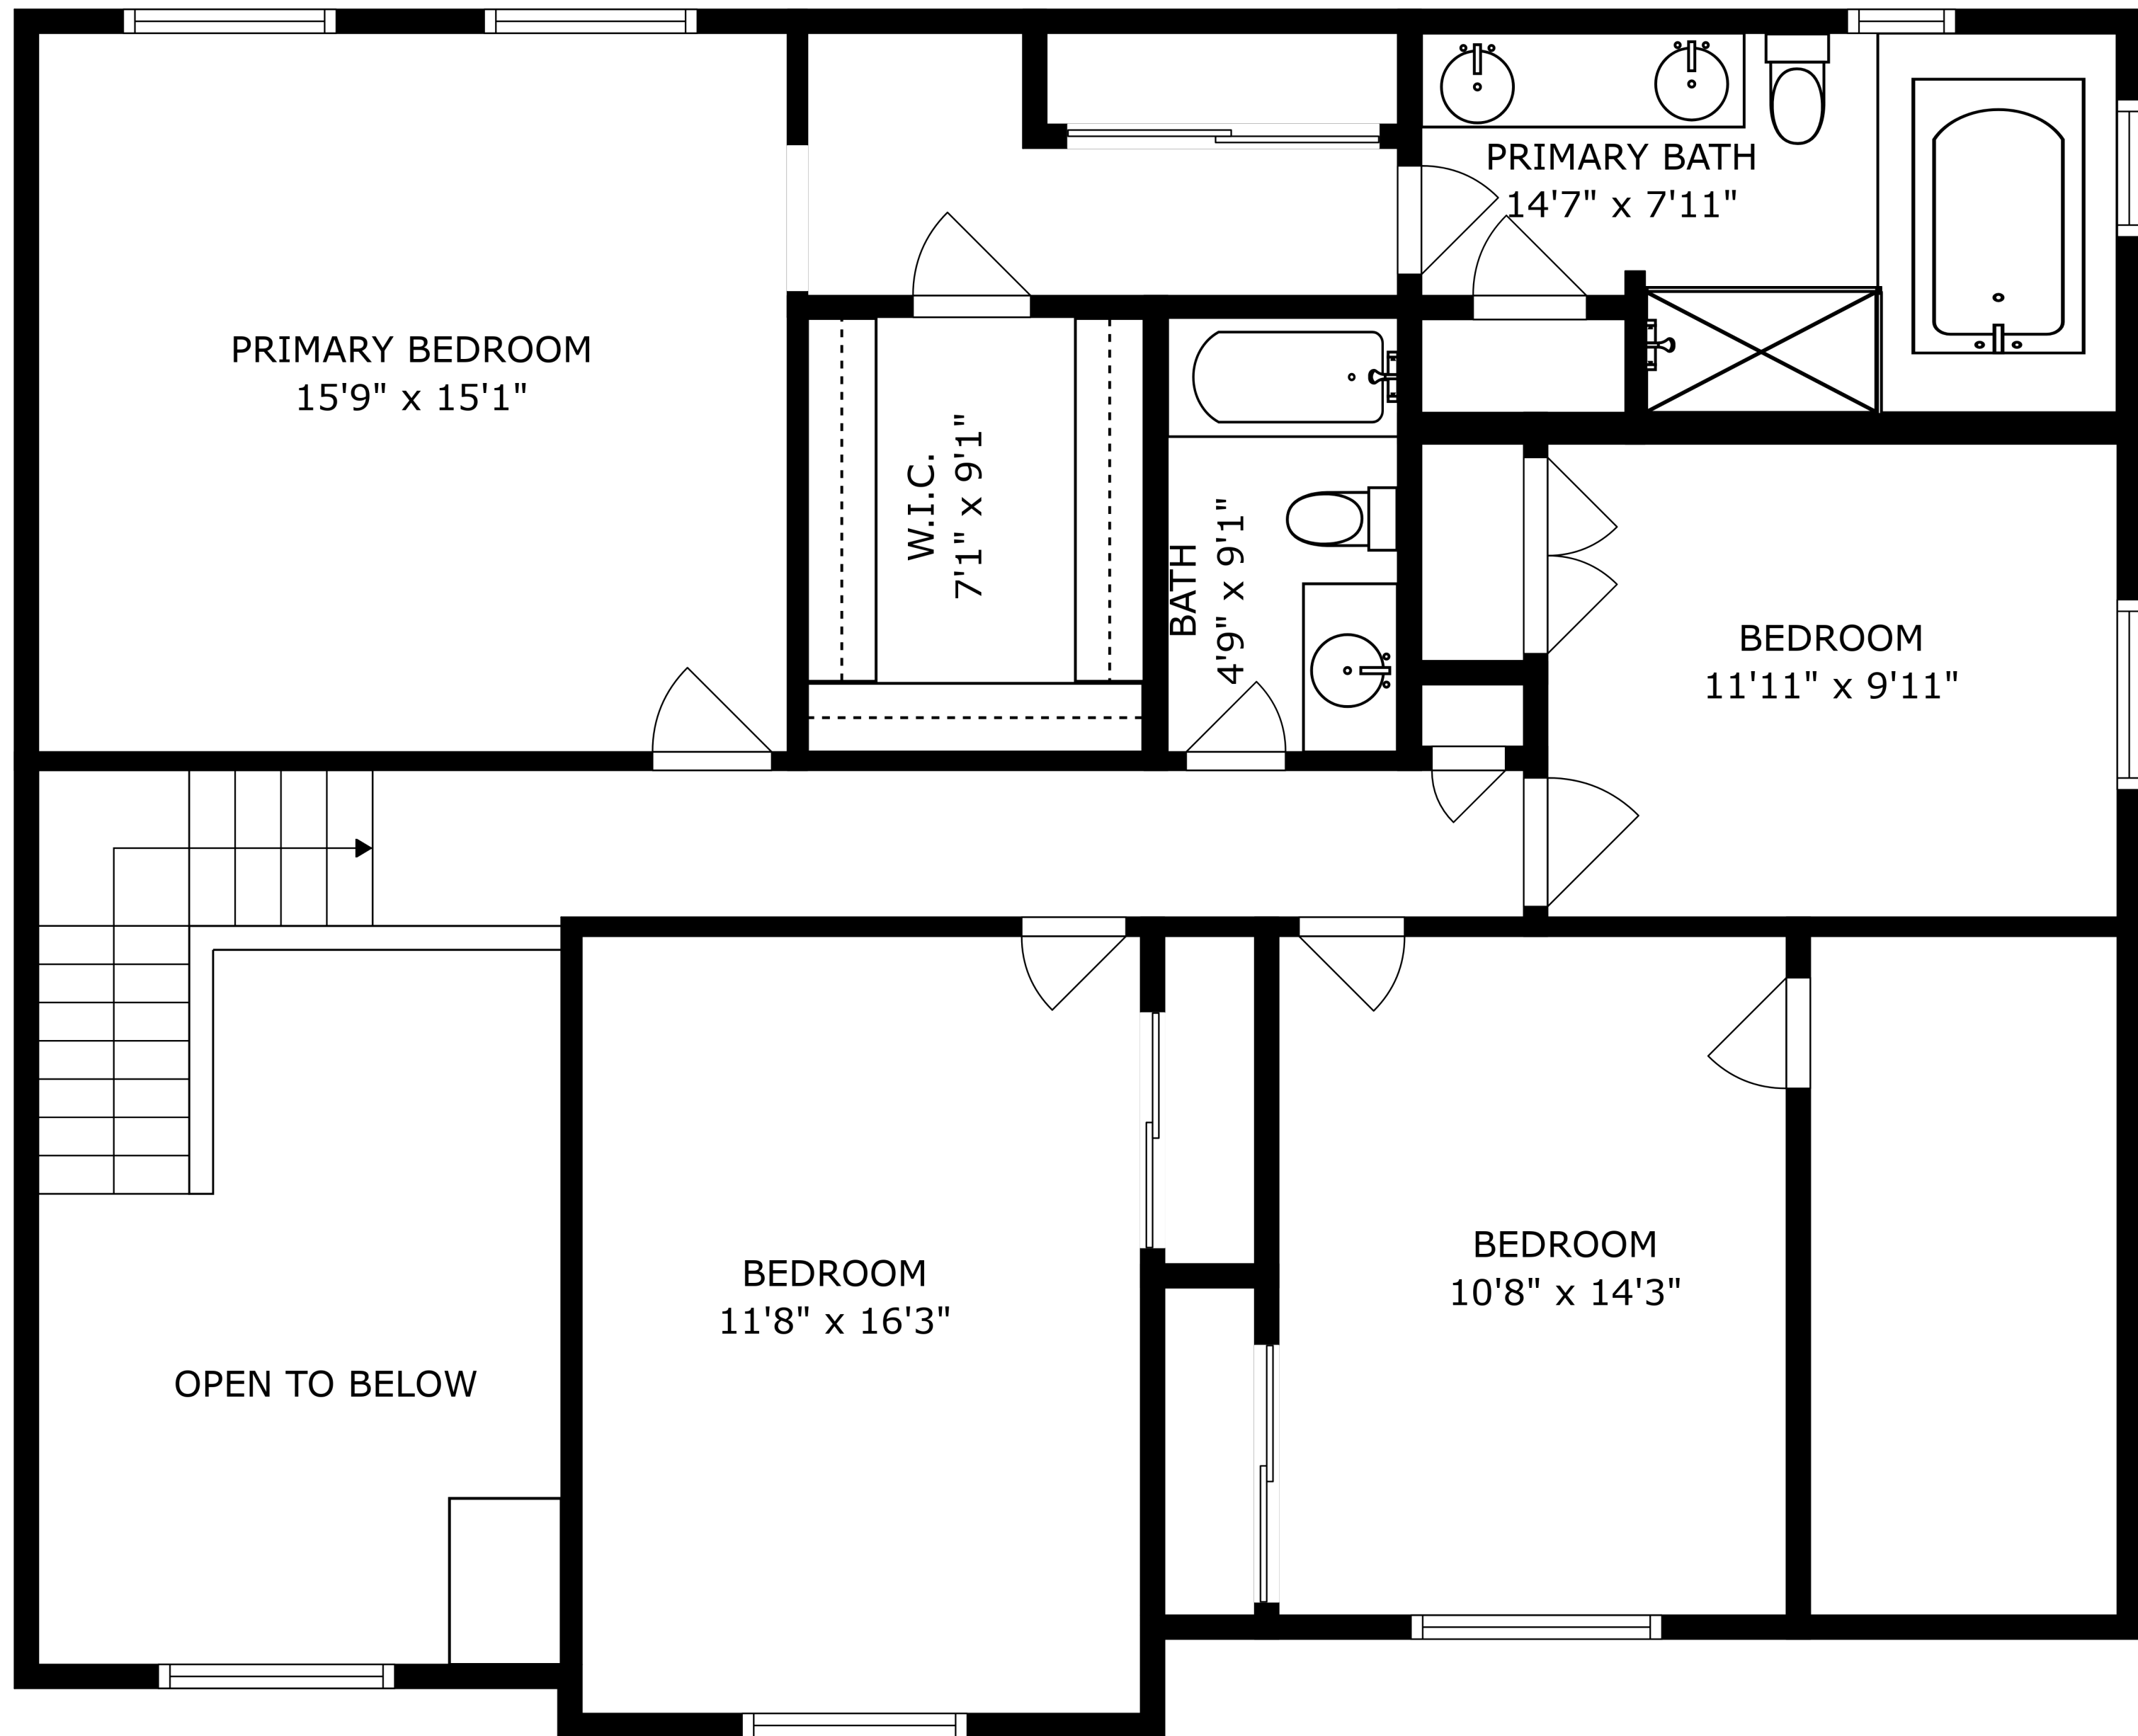 PRIMARY BATH
14'7" x 7'11"
PRIMARY BEDROOM
15'9" x 15'1"
W.I.C.
7'1" x 9'1"
BATH
4'9" x 9'1"
BEDROOM
11'11" x 9'11"
BEDROOM
11'8" x 16'3"
BEDROOM
10'8" x 14'3"
OPEN TO BELOW